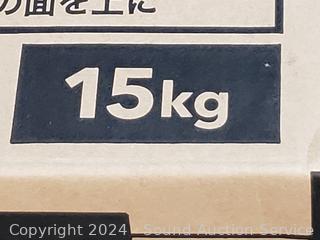 の面を上に
15kg
Copyright 2024 Sound Auction Service